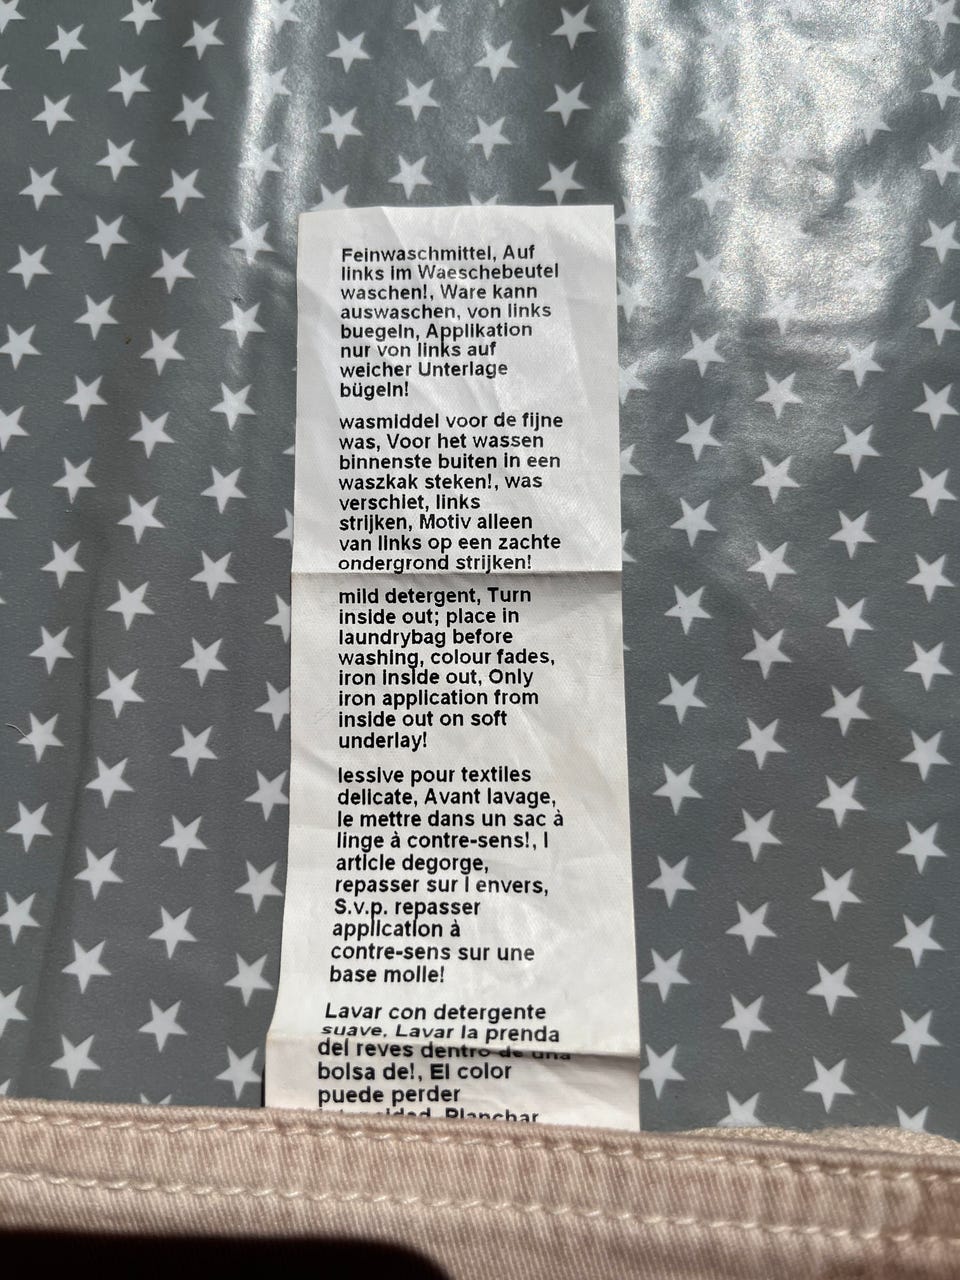 Feinwaschmittel, Auf
links im Waeschebeutel
waschen!, Ware kann
auswaschen, von links
buegeln, Applikation
nur von links auf
weicher Unterlage
bügeln!
wasmiddel voor de fijne
was, Voor het wassen
binnenste buiten in een
waszkak steken!, was
verschiet, links
strijken, Motiv alleen
van links op een zachte
ondergrond strijken!
mild detergent, Turn
inside out; place in
laundrybag before
washing, colour fades,
iron inside out, Only
iron application from
inside out on soft
underlay!
lessive pour textiles
delicate, Avant lavage,
le mettre dans un sac à
linge à contre-sens!, l
article degorge,
repasser sur l envers,
S.v.p. repasser
application à
contre-sens sur une
base molle!
Lavar con detergente
suave. Lavar la prenda
del reves dentro de una
bolsa de!, El color
puede perder
Planchar